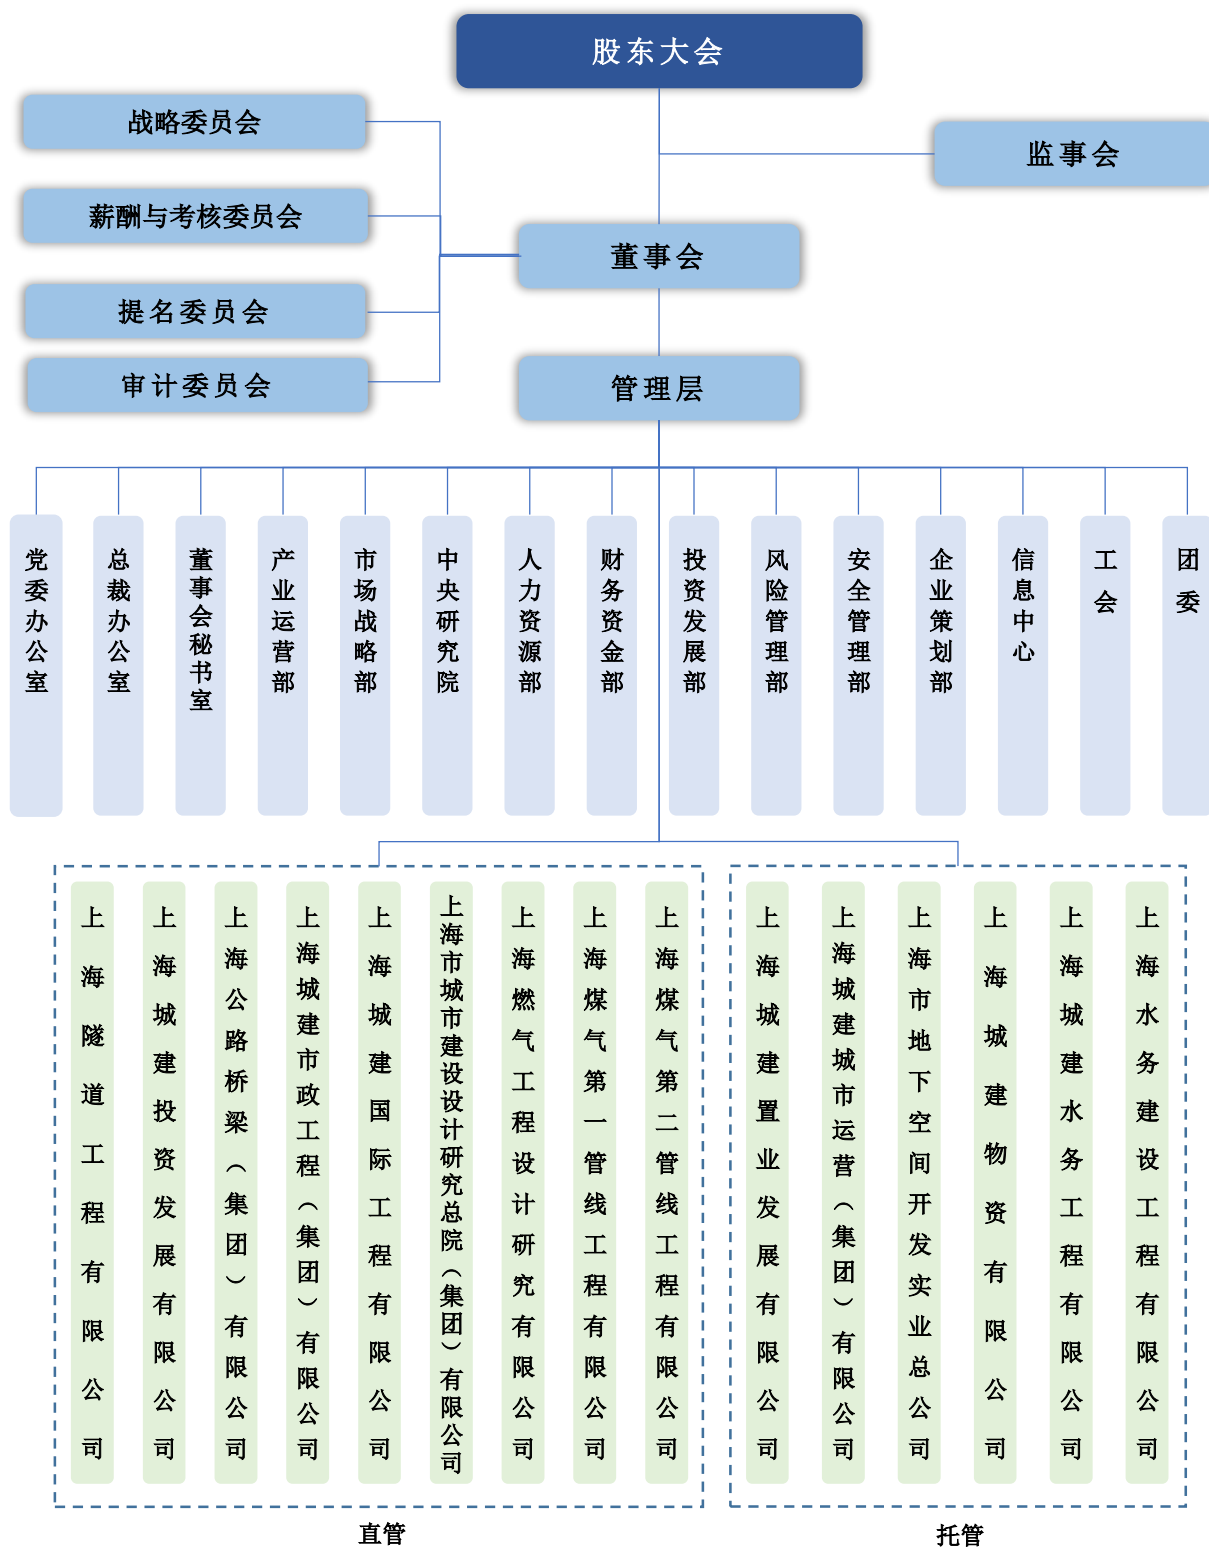 股东大会
战略委员会
监事会
薪酬与考核委员会
董事会
提名委员会
审计委员会
管理层
党委办公室
总裁办公室
董事会秘书室
产业运营部
市场战略部
中央研究院
人力资源部
财务资金部
投资发展部
风险管理部
安全管理部
企业策划部
信息中心
工会
团委
上海隧道工程有限公司
上海城建投资发展有限公司
上海公路桥梁（集团）有限公司
上海城建市政工程（集团）有限公司
上海城建国际工程有限公司
上海市城市建设设计研究总院（集团）有限公司
上海燃气工程设计研究有限公司
上海煤气第一管线工程有限公司
上海煤气第二管线工程有限公司
上海城建置业发展有限公司
上海城建城市运营（集团）有限公司
上海市地下空间开发实业总公司
上海城建物资有限公司
上海城建水务工程有限公司
上海水务建设工程有限公司
直管
托管